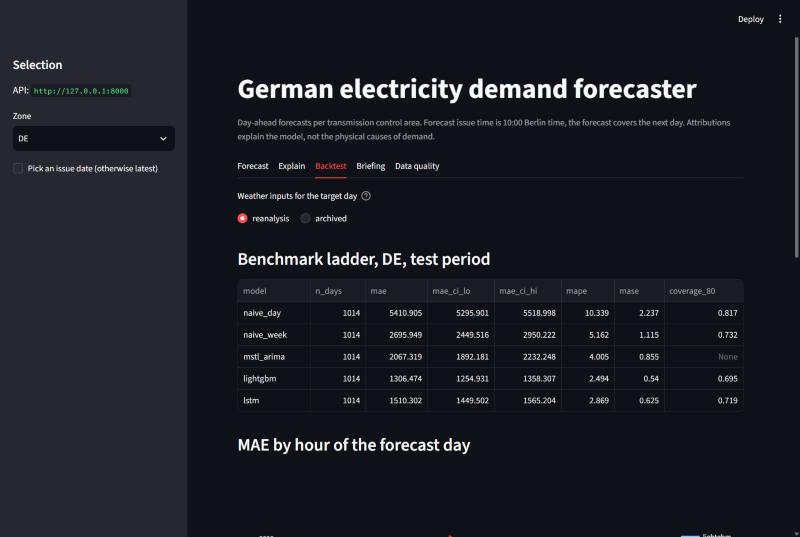 Deploy
Selection
API: http://127.0.0.1:8000
Zone
DE
Pick an issue date (otherwise latest)
German electricity demand forecaster
Day-ahead forecasts per transmission control area. Forecast issue time is 10:00 Berlin time, the forecast covers the next day. Attributions
explain the model, not the physical causes of demand.
Forecast Explain Backtest Briefing Data quality
Weather inputs for the target day
reanalysis archived
Benchmark ladder, DE, test period
model n_days mae mae_ci_lo mae_ci_hi mape mase coverage_80
naive_day 1014 5410.905 5295.901 5518.998 10.339 2.237 0.817
naive_week 1014 2695.949 2449.516 2950.222 5.162 1.115 0.732
mstl_arima 1014 2067.319 1892.181 2232.248 4.005 0.855 None
lightgbm 1014 1306.474 1254.931 1358.307 2.494 0.54 0.695
lstm 1014 1510.302 1449.502 1565.204 2.869 0.625 0.719
MAE by hour of the forecast day